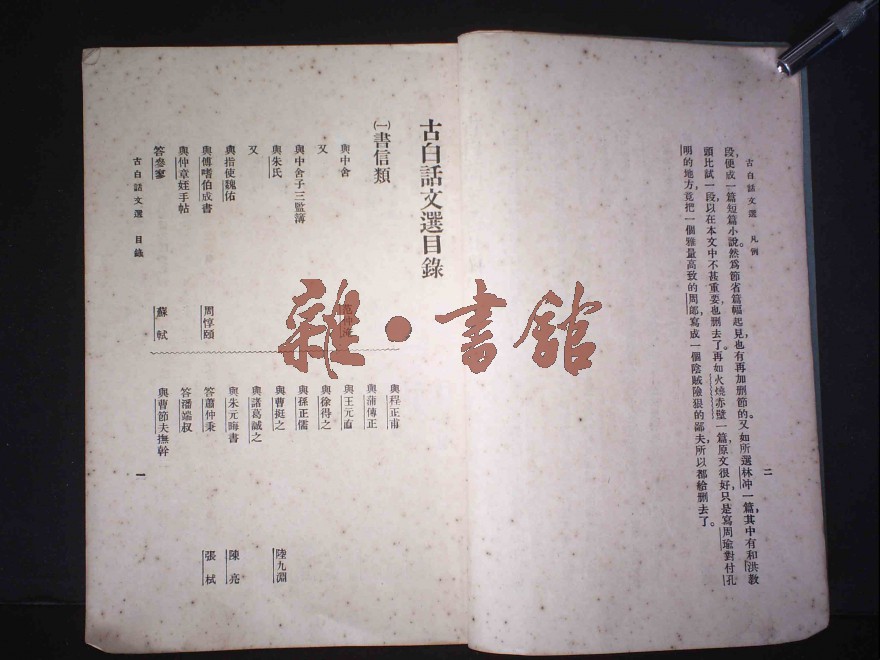 古白話文選 凡例
二
段，便成一篇短篇小說。然爲節省篇幅起見，也有再加刪節的。又如所選林冲一篇，其中有和洪教
頭比試一段，以在本文中不甚重要也刪去了。再如火燒赤壁一篇，原文很好，只是寫周瑜對付孔
明的地方，竟把一個雅量高致的周郞，寫成一個陰賊險狠的鄙夫，所以都給刪去了。
古白話文選目錄
㈠書信類
與中舍
又
與中舍子三監簿
與朱氏
又
與指使魏佑
與傅嗜伯成書
周惇頤
與仲章姪手帖
答參寥
蘇軾
與程正甫
與蒲傳正
與王元直
與徐得之
與孫正儒
與曹挺之
陸九淵
與諸葛誠之
與朱元晦書
陳亮
答蕭仲秉
張栻
答潘端叔
與曹節夫撫幹
古白話文選 目錄
一
雜·書館